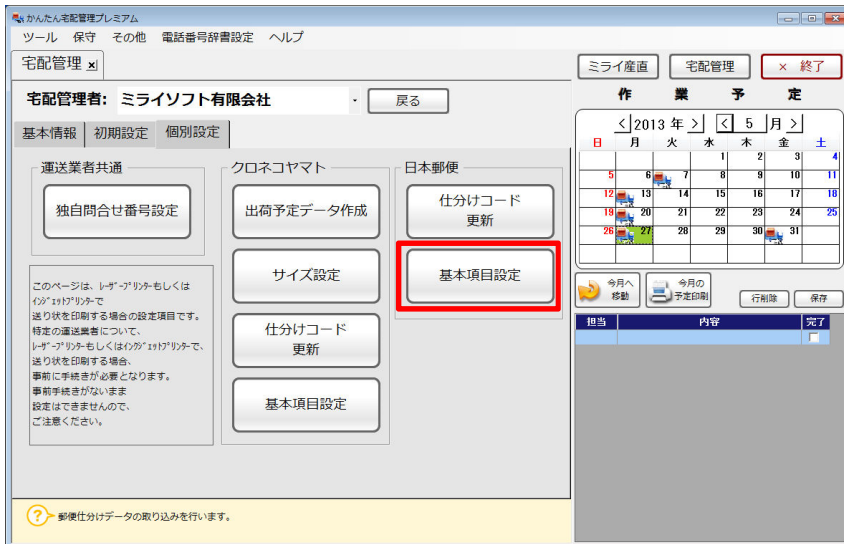 かんたん宅配管理プレミアム
ツール 保守 その他 電話番号辞書設定 ヘルプ
宅配管理 x
宅配管理者: ミライソフト有限会社 戻る
基本情報 初期設定 個別設定
運送業者共通
独自問合せ番号設定
このページは、ﾚｰｻﾞｰﾌﾟﾘﾝﾀｰもしくは
ｲﾝｸｼﾞｪｯﾄﾌﾟﾘﾝﾀｰで
送り状を印刷する場合の設定項目です。
特定の運送業者について、
ﾚｰｻﾞｰﾌﾟﾘﾝﾀｰもしくはｲﾝｸｼﾞｪｯﾄﾌﾟﾘﾝﾀｰで、
送り状を印刷する場合、
事前に手続きが必要となります。
事前手続きがないまま
設定はできませんので、
ご注意ください。
クロネコヤマト
出荷予定データ作成
サイズ設定
仕分けコード
更新
基本項目設定
日本郵便
仕分けコード
更新
基本項目設定
? 郵便仕分けデータの取り込みを行います。
ミライ産直 宅配管理 × 終了
作 業 予 定
< 2013 年 > < 5 月 >
日 月 火 水 木 金 土
1 2 3 4
5 6 7 8 9 10 11
12 13 14 15 16 17 18
19 20 21 22 23 24 25
26 27 28 29 30 31
今月へ
移動
今月の
予定印刷
行削除 保存
担当 内容 完了